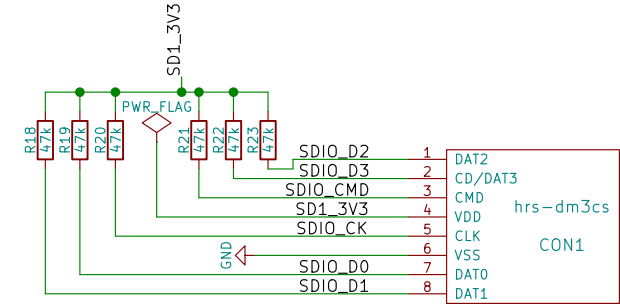 SD1_3V3
PWR_FLAG
R18 47k
R19 47k
R20 47k
R21 47k
R22 47k
R23 47k
SDIO_D2 1 DAT2
SDIO_D3 2 CD/DAT3
SDIO_CMD 3 CMD
SD1_3V3 4 VDD
SDIO_CK 5 CLK
GND 6 VSS
SDIO_D0 7 DAT0
SDIO_D1 8 DAT1
hrs-dm3cs
CON1